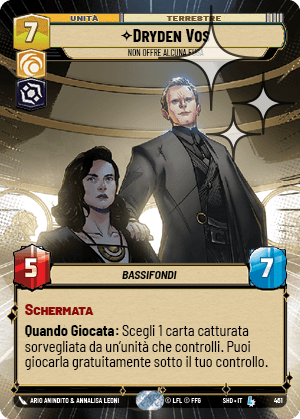 7
UNITÀ
TERRESTRE
Dryden Vos
NON OFFRE ALCUNA
5
BASSIFONDI
7
SCHERMATA
Quando Giocata: Scegli 1 carta catturata
sorvegliata da un'unità che controlli. Puoi
giocarla gratuitamente sotto il tuo controllo.
ARIO ANINDITO & ANNALISA LEONI
© LFL © FFG
SHD • IT
461